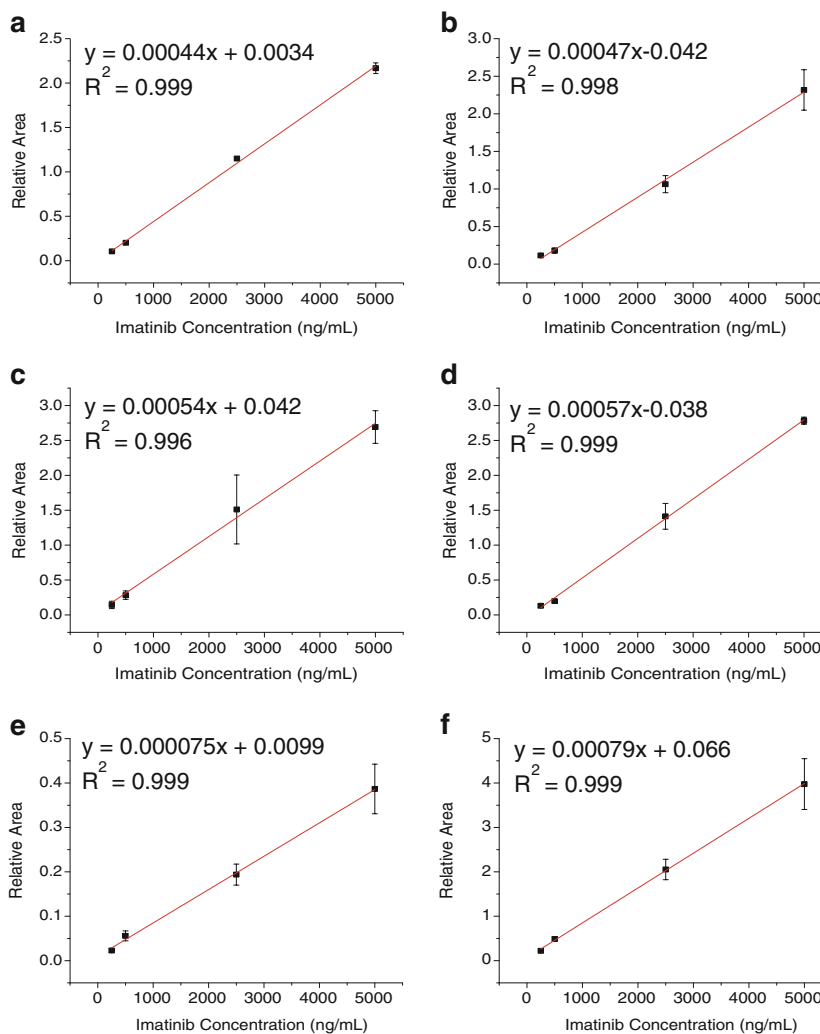 a
y = 0.00044x + 0.0034
R² = 0.999
2.5
2.0
1.5
1.0
0.5
0.0
Relative Area
0 1000 2000 3000 4000 5000
Imatinib Concentration (ng/mL)
b
y = 0.00047x-0.042
R² = 0.998
3.0
2.5
2.0
1.5
1.0
0.5
0.0
Relative Area
0 1000 2000 3000 4000 5000
Imatinib Concentration (ng/mL)
c
y = 0.00054x + 0.042
R² = 0.996
3.0
2.5
2.0
1.5
1.0
0.5
0.0
Relative Area
0 1000 2000 3000 4000 5000
Imatinib Concentration (ng/mL)
d
y = 0.00057x-0.038
R² = 0.999
3.0
2.5
2.0
1.5
1.0
0.5
0.0
Relative Area
0 1000 2000 3000 4000 5000
Imatinib Concentration (ng/mL)
e
y = 0.000075x + 0.0099
R² = 0.999
0.5
0.4
0.3
0.2
0.1
0.0
Relative Area
0 1000 2000 3000 4000 5000
Imatinib Concentration (ng/mL)
f
y = 0.00079x + 0.066
R² = 0.999
5
4
3
2
1
0
Relative Area
0 1000 2000 3000 4000 5000
Imatinib Concentration (ng/mL)